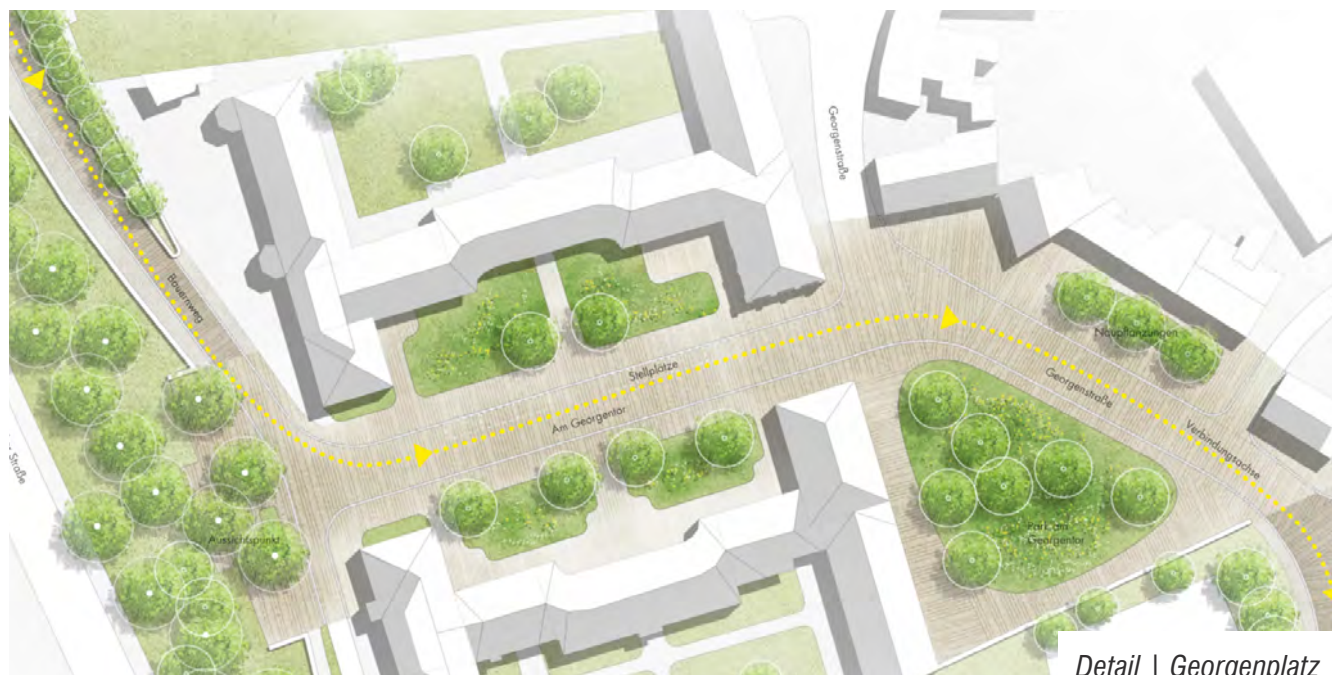 Georgenstraße
Bauernweg
Neupflanzungen
Stellplätze
Georgenstraße
Am Georgentor
Verbindungsachse
Straße
Park am
Georgentor
Aussichtspunkt
Detail | Georgenplatz